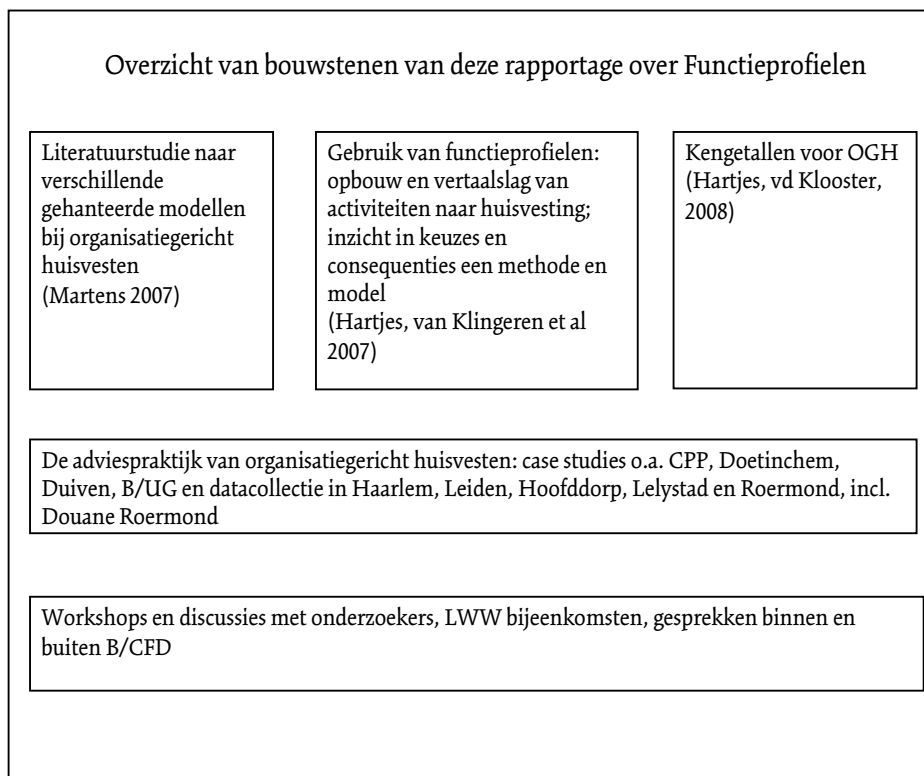 Overzicht van bouwstenen van deze rapportage over Functieprofielen
Literatuurstudie naar
verschillende
gehanteerde modellen
bij organisatiegericht
huisvesten
(Martens 2007)
Gebruik van functieprofielen:
opbouw en vertaalslag van
activiteiten naar huisvesting;
inzicht in keuzes en
consequenties een methode en
model
(Hartjes, van Klingeren et al
2007)
Kengetallen voor OGH
(Hartjes, vd Klooster,
2008)
De adviespraktijk van organisatiegericht huisvesten: case studies o.a. CPP, Doetinchem,
Duiven, B/UG en datacollectie in Haarlem, Leiden, Hoofddorp, Lelystad en Roermond, incl.
Douane Roermond
Workshops en discussies met onderzoekers, LWW bijeenkomsten, gesprekken binnen en
buiten B/CFD